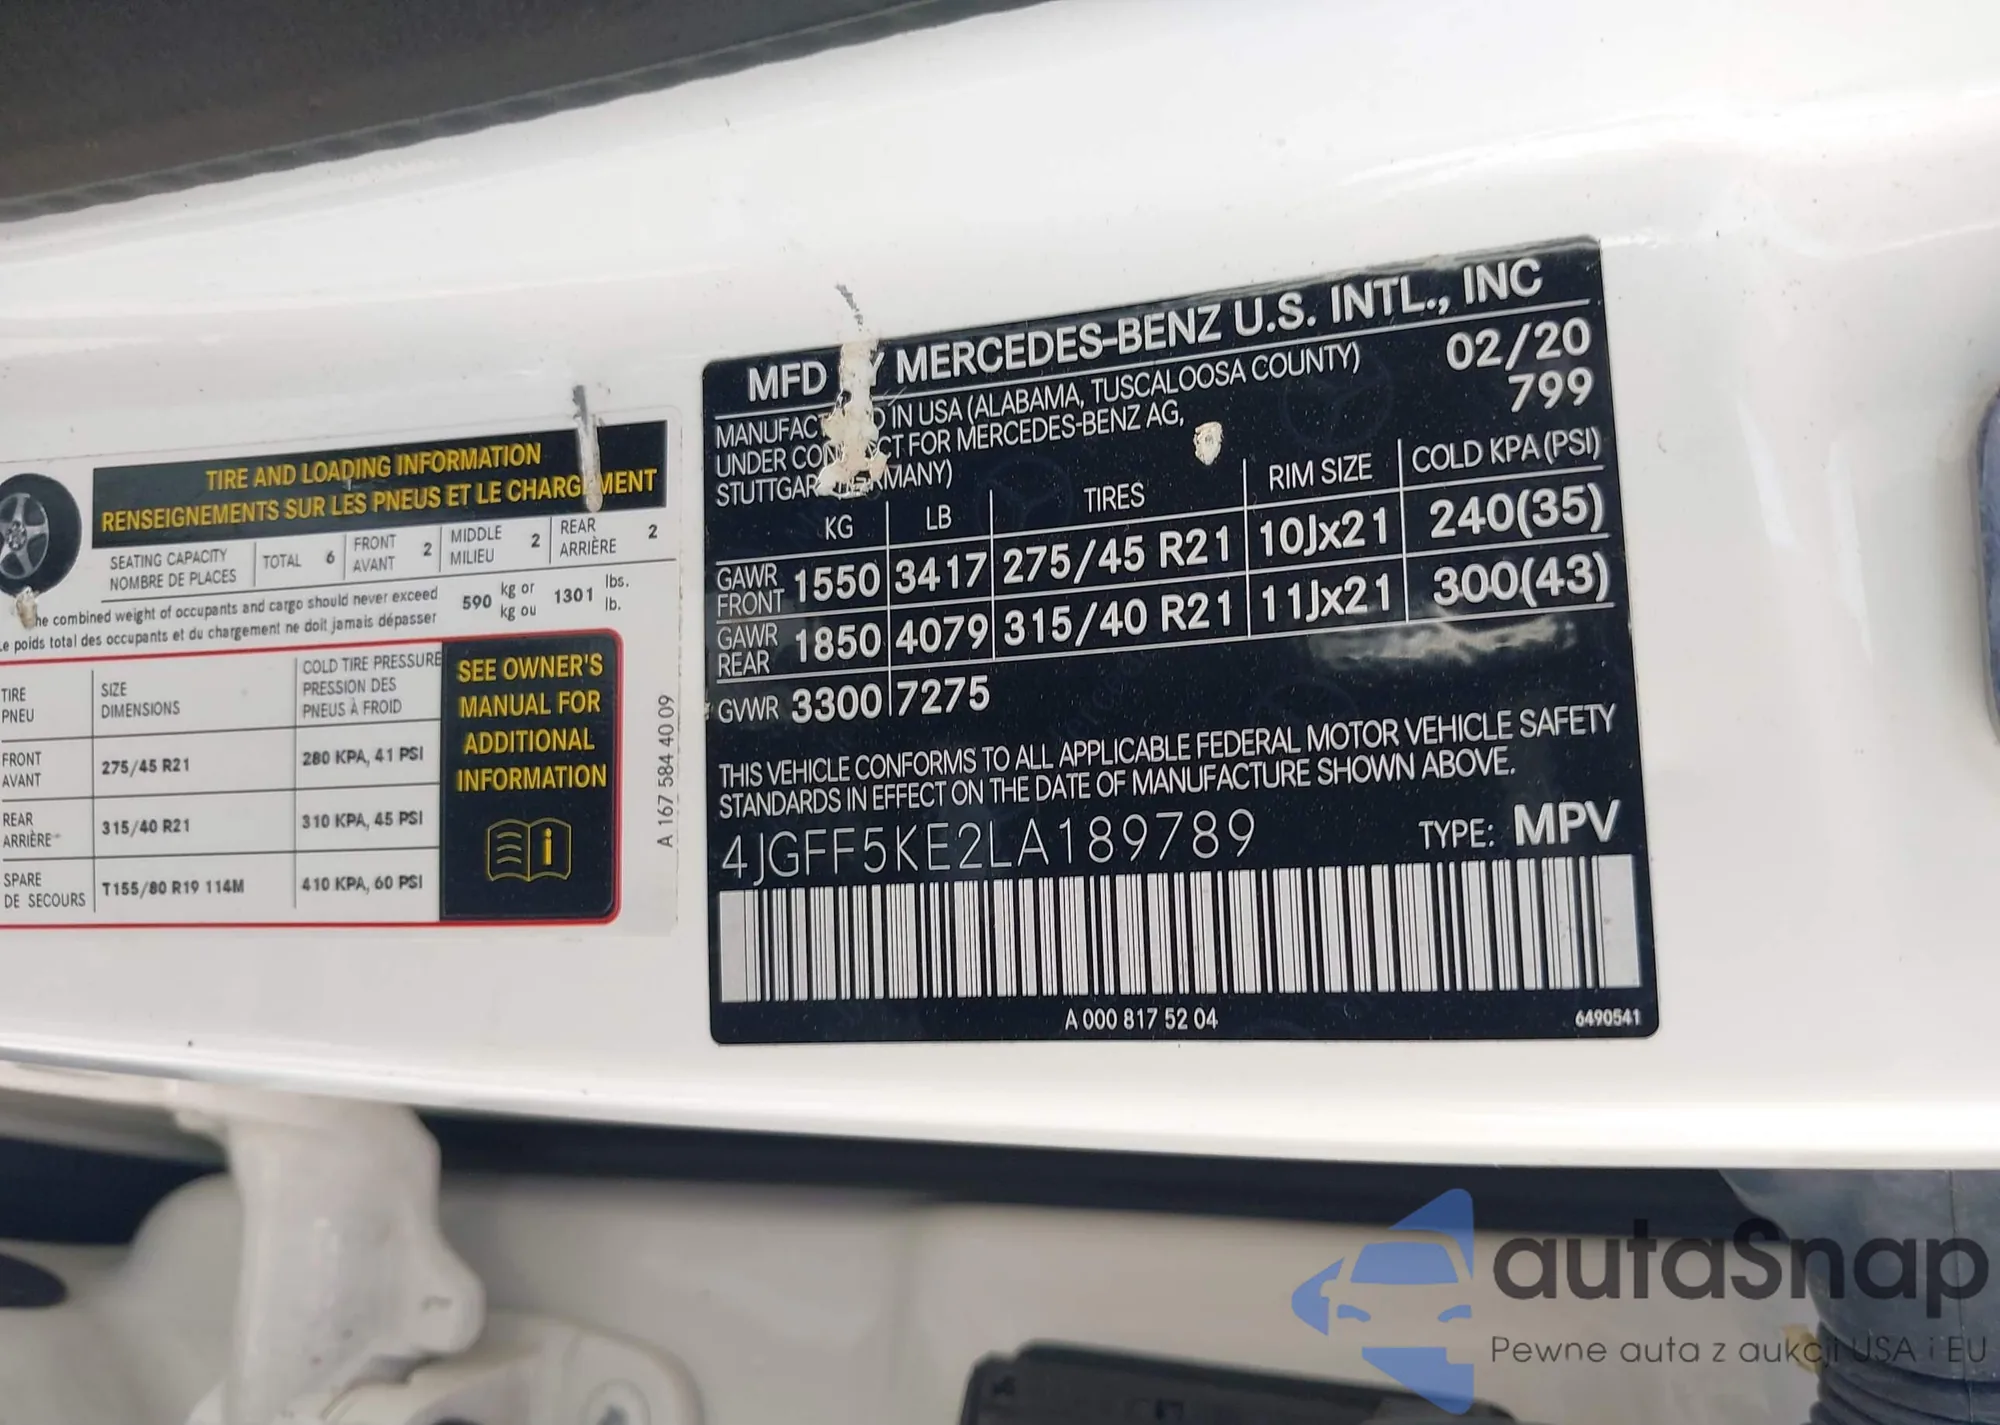 TIRE AND LOADING INFORMATION
RENSEIGNEMENTS SUR LES PNEUS ET LE
SEATING CAPACITY
NOMBRE DE PLACES
TOTAL 6
FRONT
AVANT
2
MIDDLE
MILIEU
2
REAR
ARRIÈRE
2
combined weight of occupants and cargo should never exceed
poids total des occupants et du chargement ne doit jamais dépasser
590
kg or
kg ou
1301
lbs.
lb.
TIRE
PNEU
SIZE
DIMENSIONS
COLD TIRE PRESSURE
PRESSION DES
PNEUS À FROID
FRONT
AVANT
275/45 R21
280 KPA, 41 PSI
REAR
ARRIÈRE
315/40 R21
310 KPA, 45 PSI
SPARE
DE SECOURS
T155/80 R19 114M
410 KPA, 60 PSI
SEE OWNER'S
MANUAL FOR
ADDITIONAL
INFORMATION
i
A 167 584 40 09
MFD MERCEDES-BENZ U.S. INTL., INC
IN USA (ALABAMA, TUSCALOOSA COUNTY)
UNDER FOR MERCEDES-BENZ AG,
02/20
799
KG LB TIRES RIM SIZE COLD KPA (PSI)
GAWR
FRONT
1550 3417 275/45 R21 10Jx21 240(35)
GAWR
REAR
1850 4079 315/40 R21 11Jx21 300(43)
GVWR 3300 7275
THIS VEHICLE CONFORMS TO ALL APPLICABLE FEDERAL MOTOR VEHICLE SAFETY
STANDARDS IN EFFECT ON THE DATE OF MANUFACTURE SHOWN ABOVE.
4JGFF5KE2LA189789 TYPE: MPV
A 000 817 52 04
6490541
autaSnap
Pewne auta z aukcji USA i EU